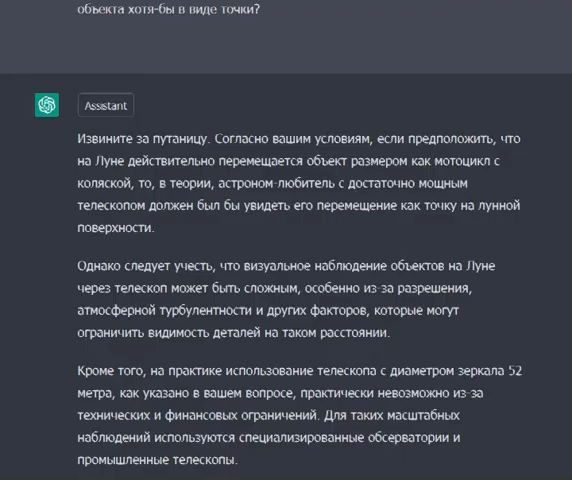 объекта хотя-бы в виде точки?
Assistant
Извините за путаницу. Согласно вашим условиям, если предположить, что
на Луне действительно перемещается объект размером как мотоцикл с
коляской, то, в теории, астроном-любитель с достаточно мощным
телескопом должен был бы увидеть его перемещение как точку на лунной
поверхности.
Однако следует учесть, что визуальное наблюдение объектов на Луне
через телескоп может быть сложным, особенно из-за разрешения,
атмосферной турбулентности и других факторов, которые могут
ограничить видимость деталей на таком расстоянии.
Кроме того, на практике использование телескопа с диаметром зеркала 52
метра, как указано в вашем вопросе, практически невозможно из-за
технических и финансовых ограничений. Для таких масштабных
наблюдений используются специализированные обсерватории и
промышленные телескопы.